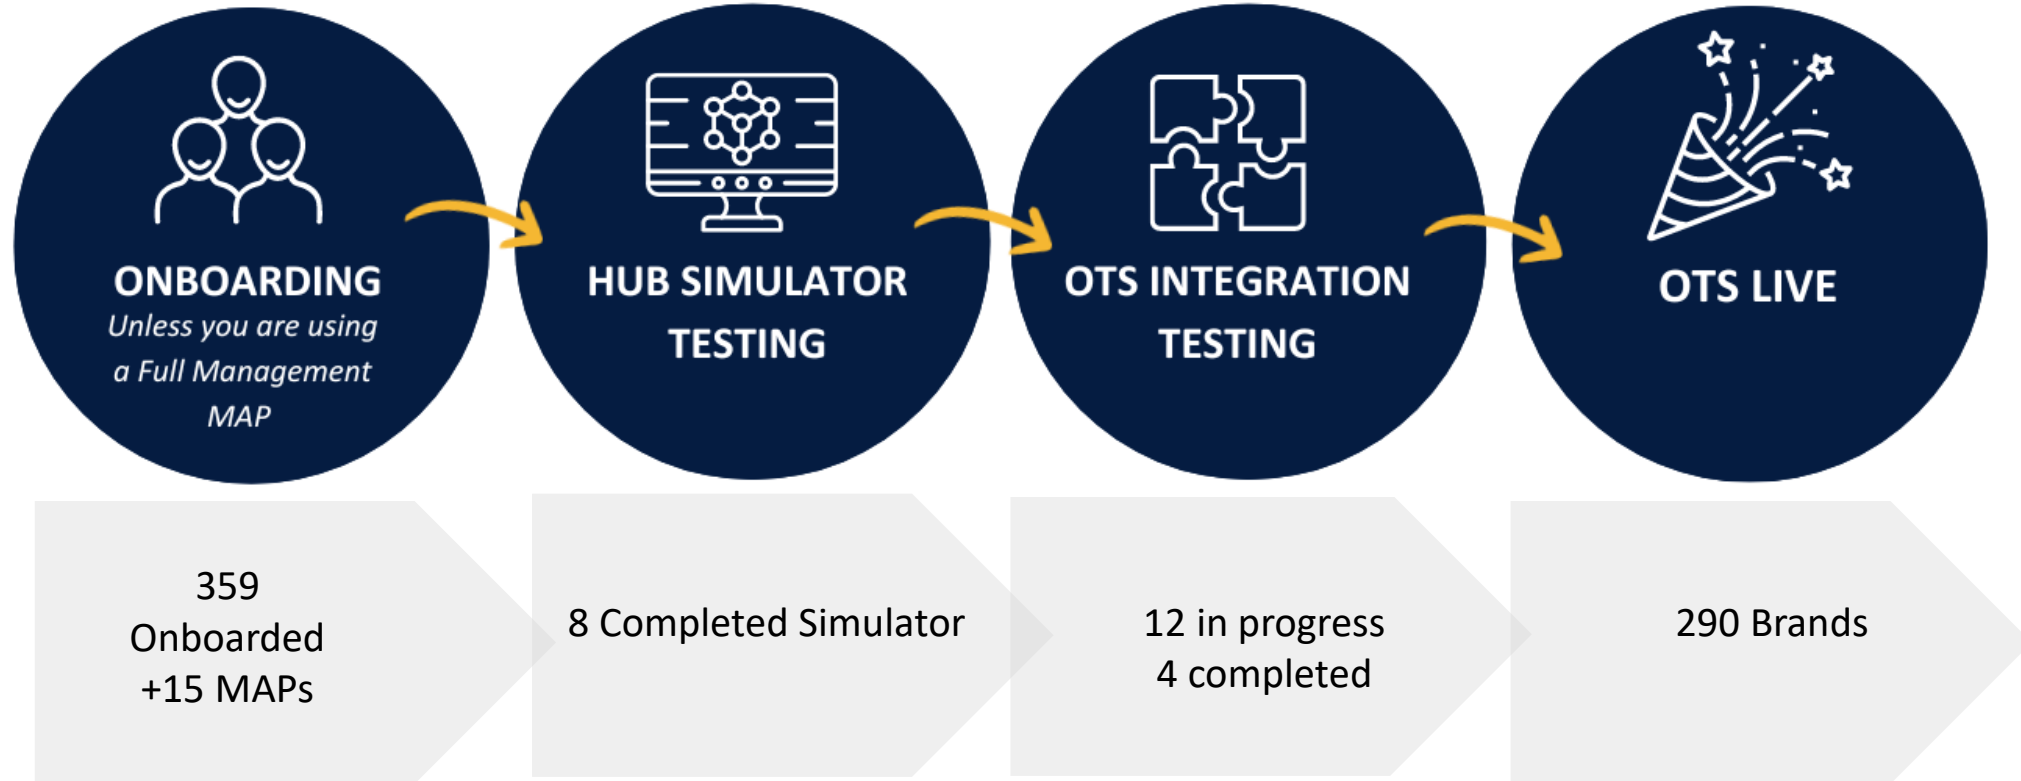 ONBOARDING
Unless you are using
a Full Management
MAP
HUB SIMULATOR
TESTING
OTS INTEGRATION
TESTING
OTS LIVE
359
Onboarded
+15 MAPs
8 Completed Simulator
12 in progress
4 completed
290 Brands